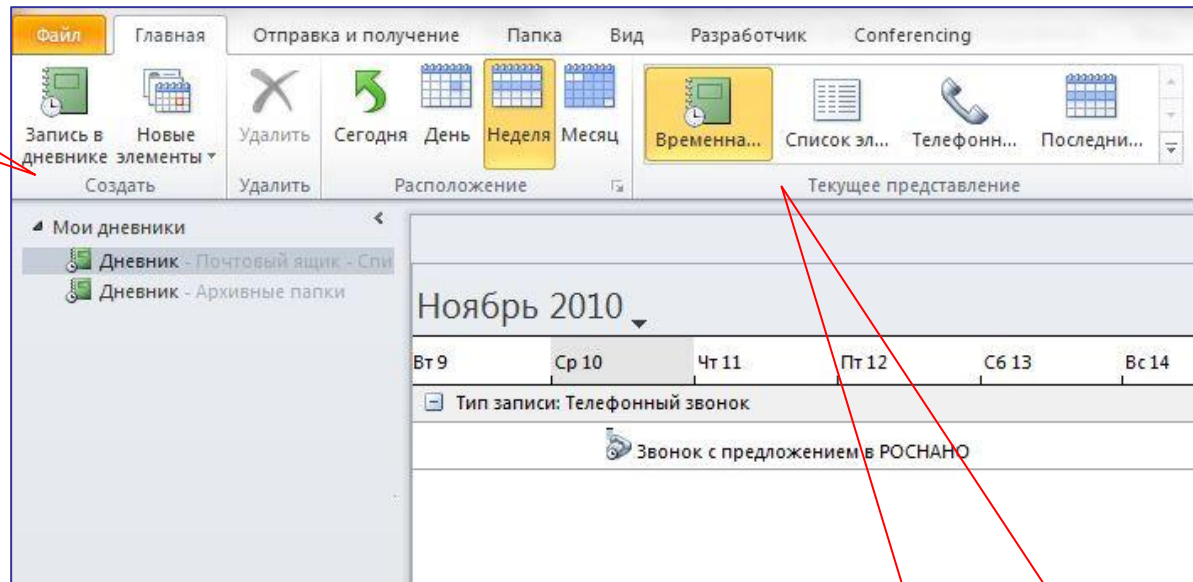 Файл Главная Отправка и получение Папка Вид Разработчик Conferencing
Запись в дневнике Новые элементы Удалить Сегодня День Неделя Месяц Временна... Список эл... Телефонн... Последни...
Создать Удалить Расположение Текущее представление
Мои дневники
Дневник - Почтовый ящик - Спи
Дневник - Архивные папки
Ноябрь 2010
Вт 9 Ср 10 Чт 11 Пт 12 Сб 13 Вс 14
Тип записи: Телефонный звонок
Звонок с предложением в РОСНАНО